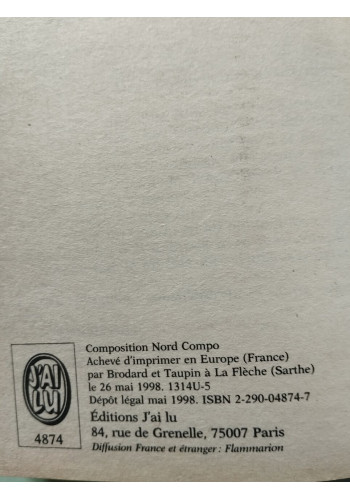 J'AI
LU
4874
Composition Nord Compo
Achevé d'imprimer en Europe (France)
par Brodard et Taupin à La Flèche (Sarthe)
le 26 mai 1998. 1314U-5
Dépôt légal mai 1998. ISBN 2-290-04874-7
Éditions J'ai lu
84, rue de Grenelle, 75007 Paris
Diffusion France et étranger : Flammarion